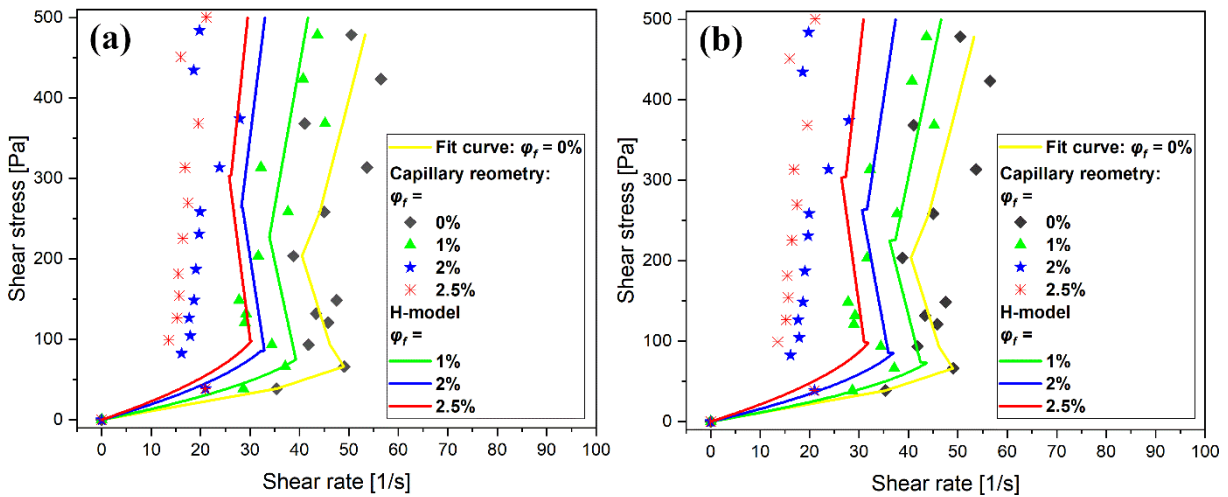 (a)
Shear stress [Pa]
500
400
300
200
100
0
Fit curve: φf = 0%
Capillary reometry:
φf =
0%
1%
2%
2.5%
H-model
φf =
1%
2%
2.5%
0 10 20 30 40 50 60 70 80 90 100
Shear rate [1/s]
(b)
Shear stress [Pa]
500
400
300
200
100
0
Fit curve: φf = 0%
Capillary reometry:
φf =
0%
1%
2%
2.5%
H-model
φf =
1%
2%
2.5%
0 10 20 30 40 50 60 70 80 90 100
Shear rate [1/s]